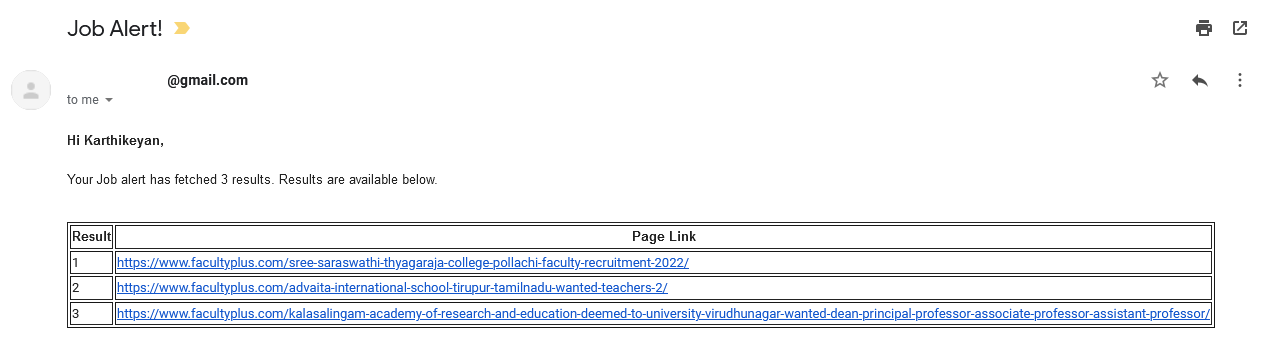 Job Alert!
@gmail.com
to me
Hi Karthikeyan,
Your Job alert has fetched 3 results. Results are available below.
Result Page Link
1 https://www.facultyplus.com/sree-saraswathi-thyagaraja-college-pollachi-faculty-recruitment-2022/
2 https://www.facultyplus.com/advaita-international-school-tirupur-tamilnadu-wanted-teachers-2/
3 https://www.facultyplus.com/kalasalingam-academy-of-research-and-education-deemed-to-university-virudhunagar-wanted-dean-principal-professor-associate-professor-assistant-professor/